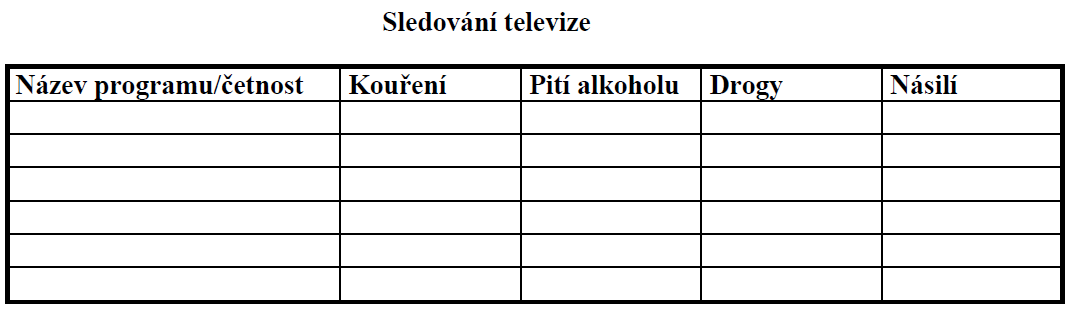 Sledování televize
Název programu/četnost Kouření Pití alkoholu Drogy Násilí